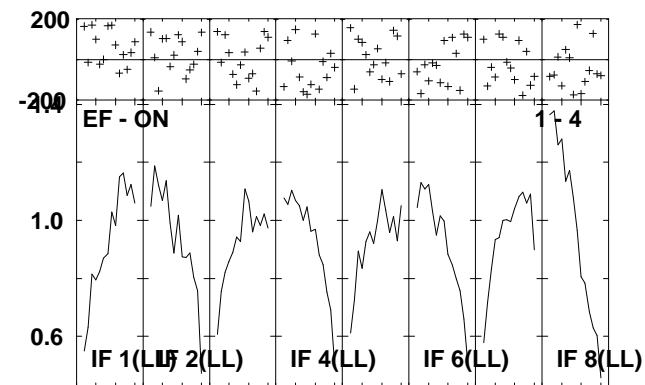 200
-200
1.4
EF - ON 1 - 4
1.0
0.6
IF 1(LL) IF 2(LL) IF 4(LL) IF 6(LL) IF 8(LL)